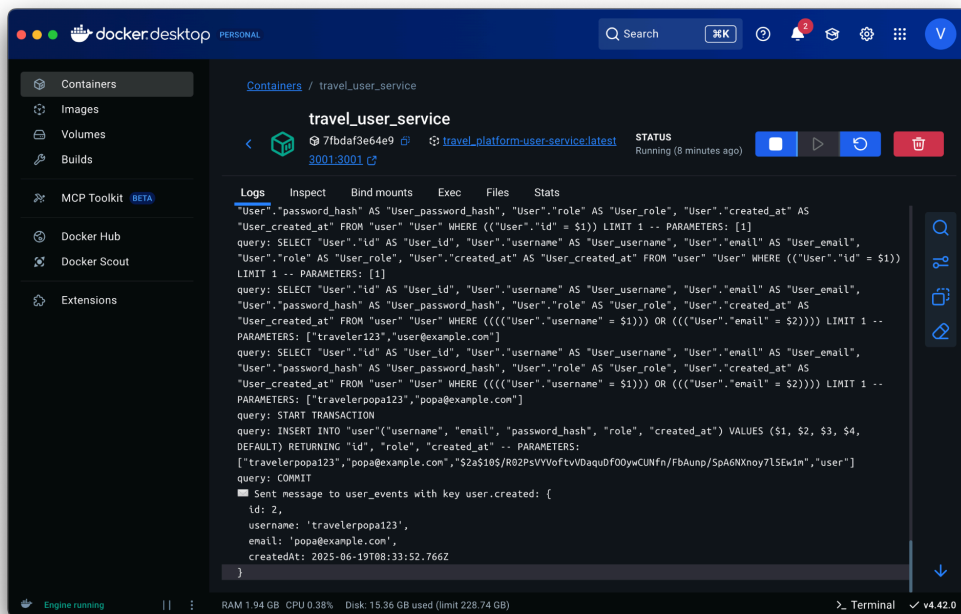 docker.desktop PERSONAL
Search ⌘K
2
V
Containers
Images
Volumes
Builds
MCP Toolkit BETA
Docker Hub
Docker Scout
Extensions
Containers / travel_user_service
travel_user_service
7fbdaf3e64e9 travel_platform-user-service:latest
3001:3001
STATUS
Running (8 minutes ago)
Logs Inspect Bind mounts Exec Files Stats
"User"."password_hash" AS "User_password_hash", "User"."role" AS "User_role", "User"."created_at" AS
"User_created_at" FROM "user" "User" WHERE (("User"."id" = $1)) LIMIT 1 -- PARAMETERS: [1]
query: SELECT "User"."id" AS "User_id", "User"."username" AS "User_username", "User"."email" AS "User_email",
"User"."role" AS "User_role", "User"."created_at" AS "User_created_at" FROM "user" "User" WHERE (("User"."id" = $1))
LIMIT 1 -- PARAMETERS: [1]
query: SELECT "User"."id" AS "User_id", "User"."username" AS "User_username", "User"."email" AS "User_email",
"User"."password_hash" AS "User_password_hash", "User"."role" AS "User_role", "User"."created_at" AS
"User_created_at" FROM "user" "User" WHERE (((("User"."username" = $1))) OR ((("User"."email" = $2)))) LIMIT 1 --
PARAMETERS: ["traveler123","user@example.com"]
query: SELECT "User"."id" AS "User_id", "User"."username" AS "User_username", "User"."email" AS "User_email",
"User"."password_hash" AS "User_password_hash", "User"."role" AS "User_role", "User"."created_at" AS
"User_created_at" FROM "user" "User" WHERE (((("User"."username" = $1))) OR ((("User"."email" = $2)))) LIMIT 1 --
PARAMETERS: ["travelerpopa123","popa@example.com"]
query: START TRANSACTION
query: INSERT INTO "user"("username", "email", "password_hash", "role", "created_at") VALUES ($1, $2, $3, $4,
DEFAULT) RETURNING "id", "role", "created_at" -- PARAMETERS:
["travelerpopa123","popa@example.com","$2a$10$/R02PsVYVoftvVDaquDfOOywCUNfn/FbAunp/SpA6NXnoy7l5Ew1m","user"]
query: COMMIT
Sent message to user_events with key user.created: {
id: 2,
username: 'travelerpopa123',
email: 'popa@example.com',
createdAt: 2025-06-19T08:33:52.766Z
}
Engine running
RAM 1.94 GB CPU 0.38% Disk: 15.36 GB used (limit 228.74 GB)
>_ Terminal
v4.42.0